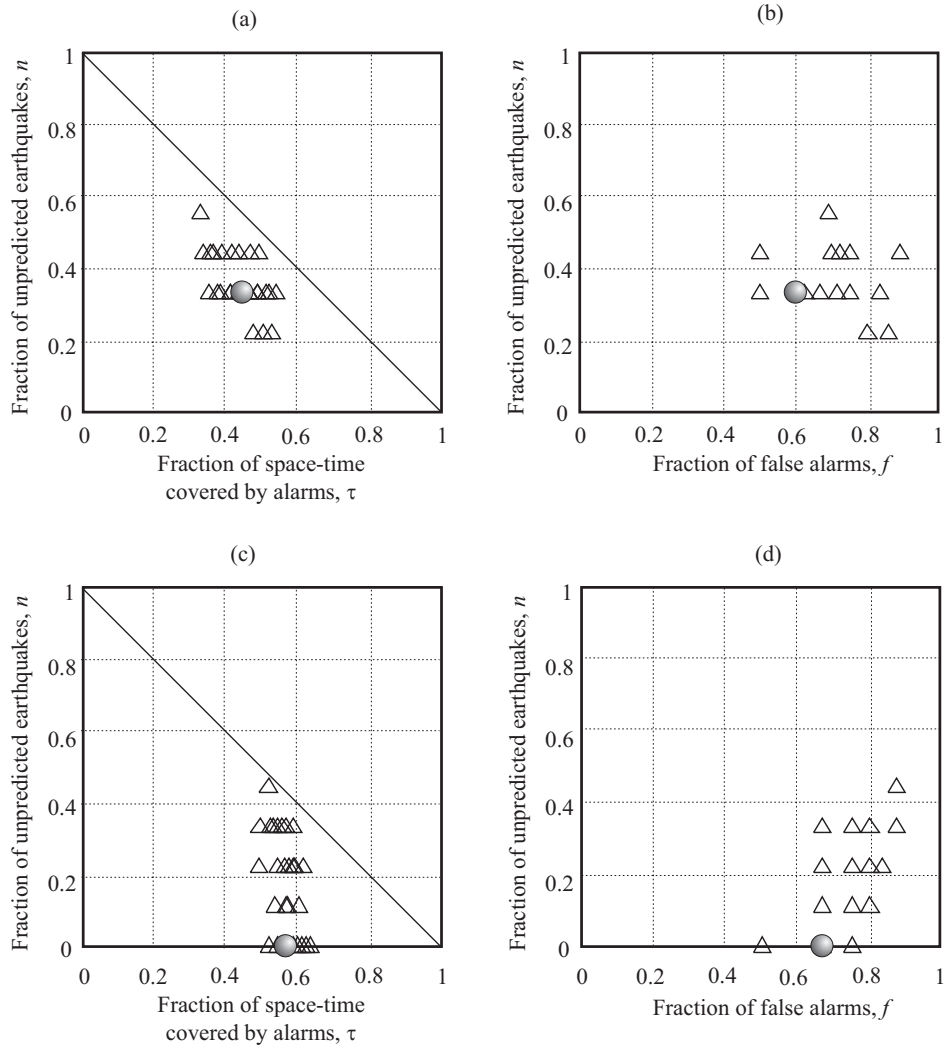 (a)
Fraction of unpredicted earthquakes, n
1
0.8
0.6
0.4
0.2
0
0 0.2 0.4 0.6 0.8 1
Fraction of space-time
covered by alarms, τ
(b)
Fraction of unpredicted earthquakes, n
1
0.8
0.6
0.4
0.2
0
0 0.2 0.4 0.6 0.8 1
Fraction of false alarms, f
(c)
Fraction of unpredicted earthquakes, n
1
0.8
0.6
0.4
0.2
0
0 0.2 0.4 0.6 0.8 1
Fraction of space-time
covered by alarms, τ
(d)
Fraction of unpredicted earthquakes, n
1
0.8
0.6
0.4
0.2
0
0 0.2 0.4 0.6 0.8 1
Fraction of false alarms, f